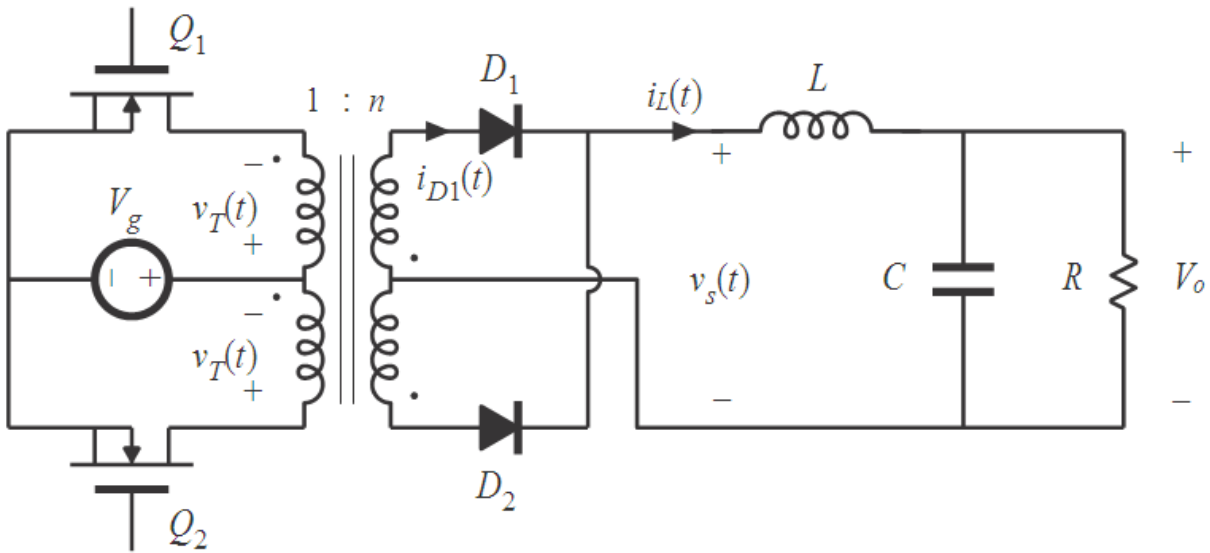 Q1
D1
L
iL(t)
1 : n
+
+
−
iD1(t)
Vg
vT(t)
+
− +
−
vs(t)
C
R
Vo
vT(t)
+
−
−
D2
Q2